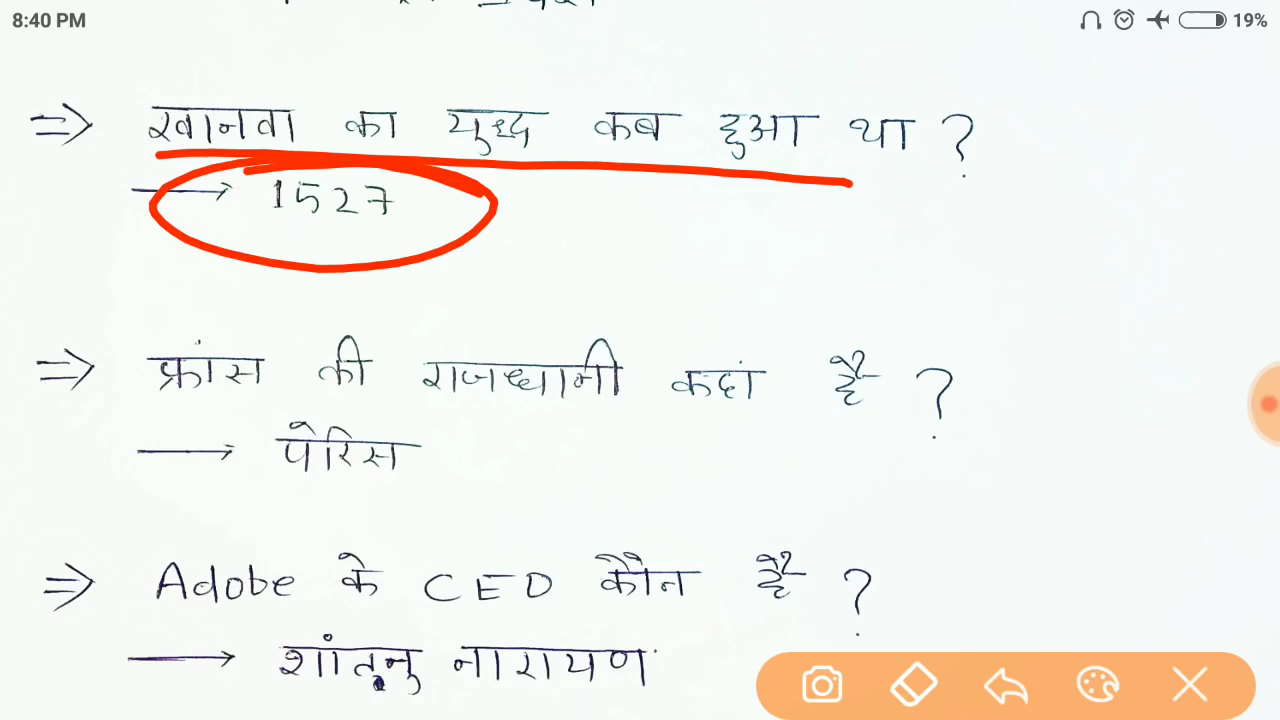 8:40 PM 19%
⇒ खानवा का युध्द कब हुआ था ?
→ 1527
⇒ फ्रांस की राजधानी कहां है ?
→ पेरिस
⇒ Adobe के CEO कौन है ?
→ शांतनु नारायण